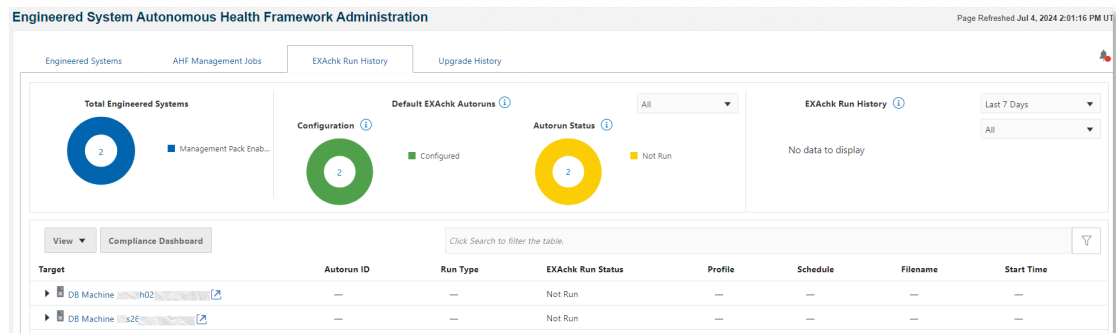 Engineered System Autonomous Health Framework Administration
Page Refreshed Jul 4, 2024 2:01:16 PM UT
Engineered Systems AHF Management Jobs EXAchk Run History Upgrade History
Total Engineered Systems
2
Management Pack Enab...
Default EXAchk Autoruns
All
Configuration
2
Configured
Autorun Status
2
Not Run
EXAchk Run History
Last 7 Days
All
No data to display
View Compliance Dashboard Click Search to filter the table.
Target Autorun ID Run Type EXAchk Run Status Profile Schedule Filename Start Time
DB Machine h02 — — Not Run — — — —
DB Machine s26 — — Not Run — — — —